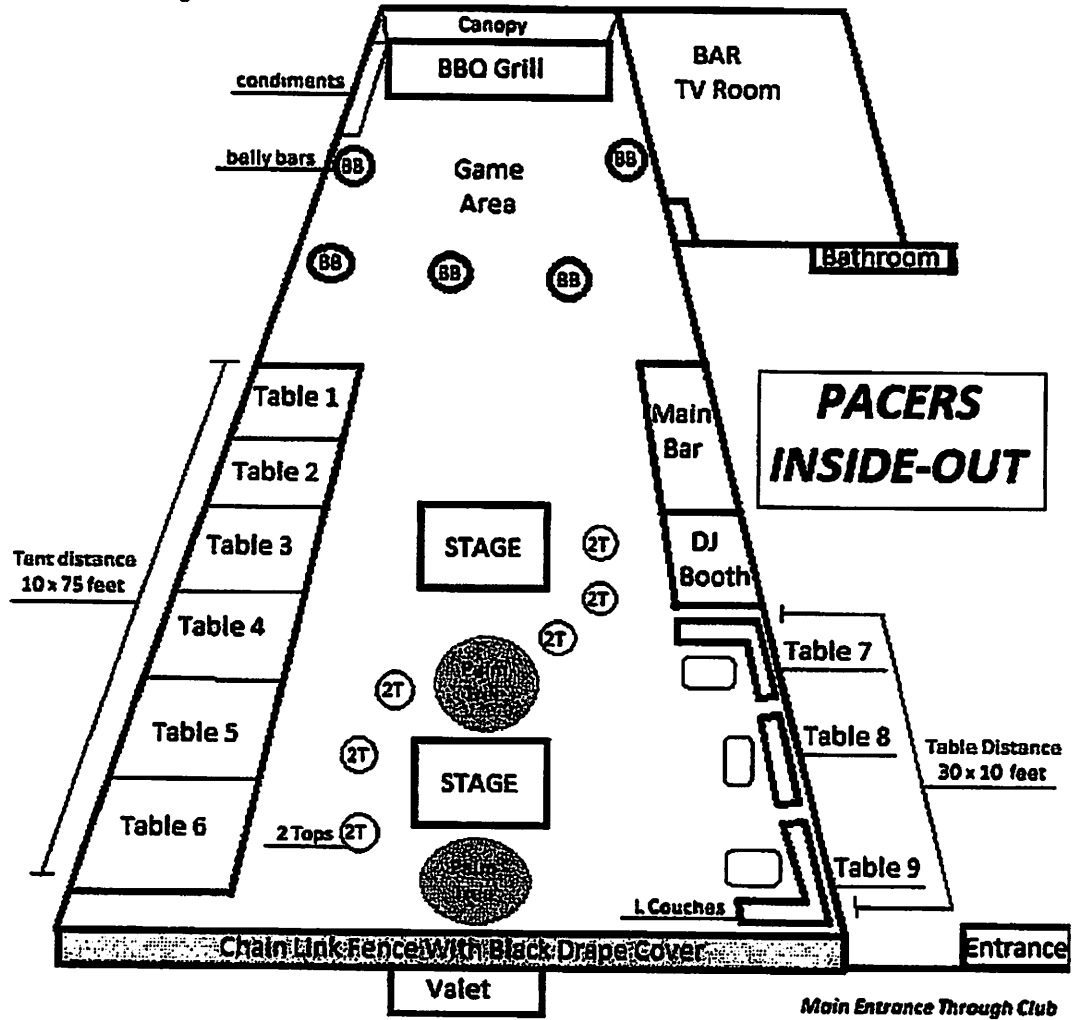 Canopy
BBQ Grill
BAR
TV Room
condiments
belly bars
BB
BB
Game
Area
BB
BB
BB
Bathroom
Table 1
Main
Bar
PACERS
INSIDE-OUT
Table 2
Table 3
STAGE
2T
DJ
Booth
Tent distance
10 x 75 feet
2T
Table 4
2T
Table 7
Palm
2T
Table 5
2T
STAGE
Table 8
Table Distance
30 x 10 feet
Table 6
2 Tops
2T
Palm
Tree
Table 9
L Couches
Chain Link Fence With Black Drape Cover
Entrance
Valet
Main Entrance Through Club